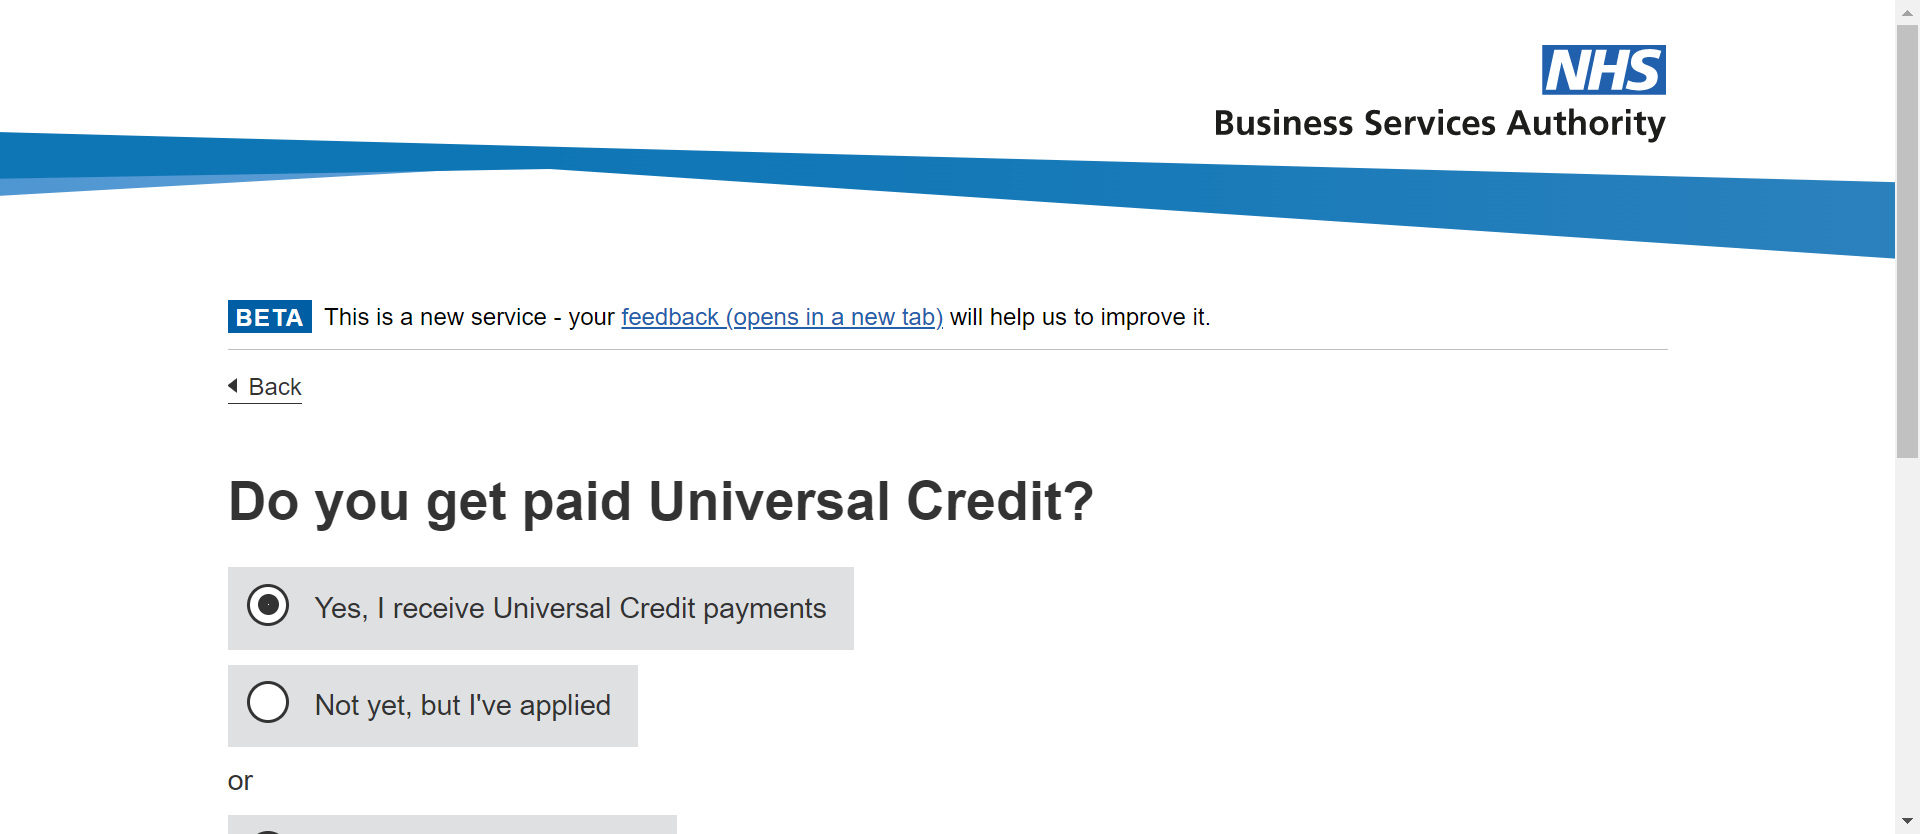 NHS
Business Services Authority
BETA This is a new service - your feedback (opens in a new tab) will help us to improve it.
Back
Do you get paid Universal Credit?
Yes, I receive Universal Credit payments
Not yet, but I've applied
or